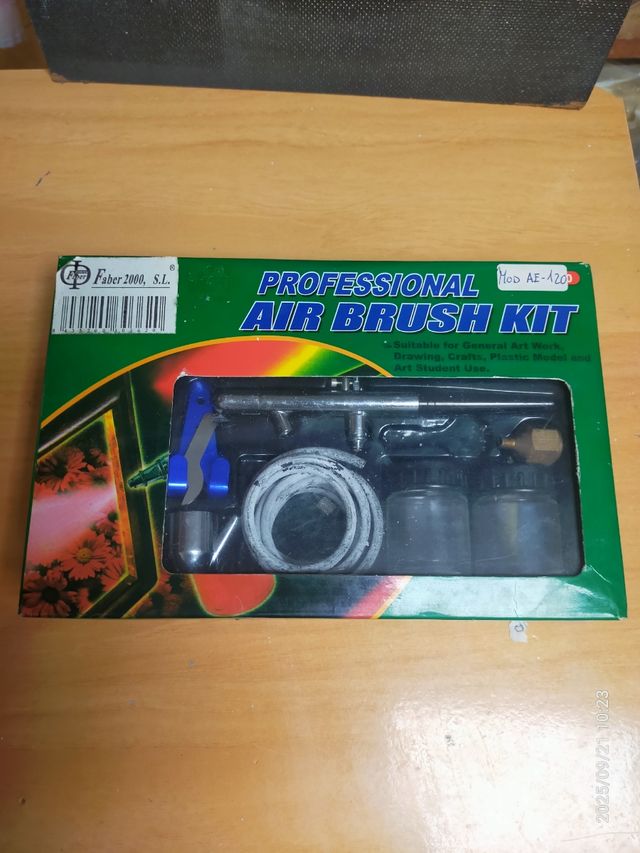 Faber 2000, S.L. ®
Faber
PROFESSIONAL
AIR BRUSH KIT
MOD AE-120
Suitable for General Art Work,
Drawing, Crafts, Plastic Model and
Art Student Use.
2025/09/21 10:23